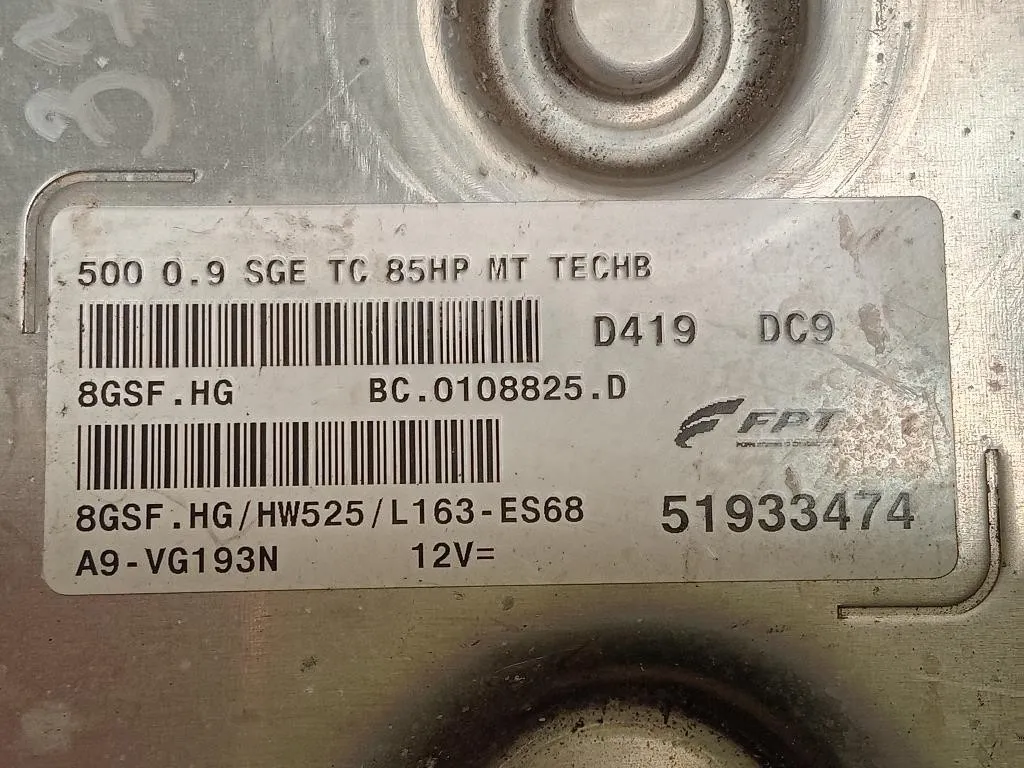 500 0.9 SGE TC 85HP MT TECHB
D419 DC9
8GSF.HG BC.0108825.D
FPT
8GSF.HG/HW525/L163-ES68
51933474
A9-VG193N 12V=